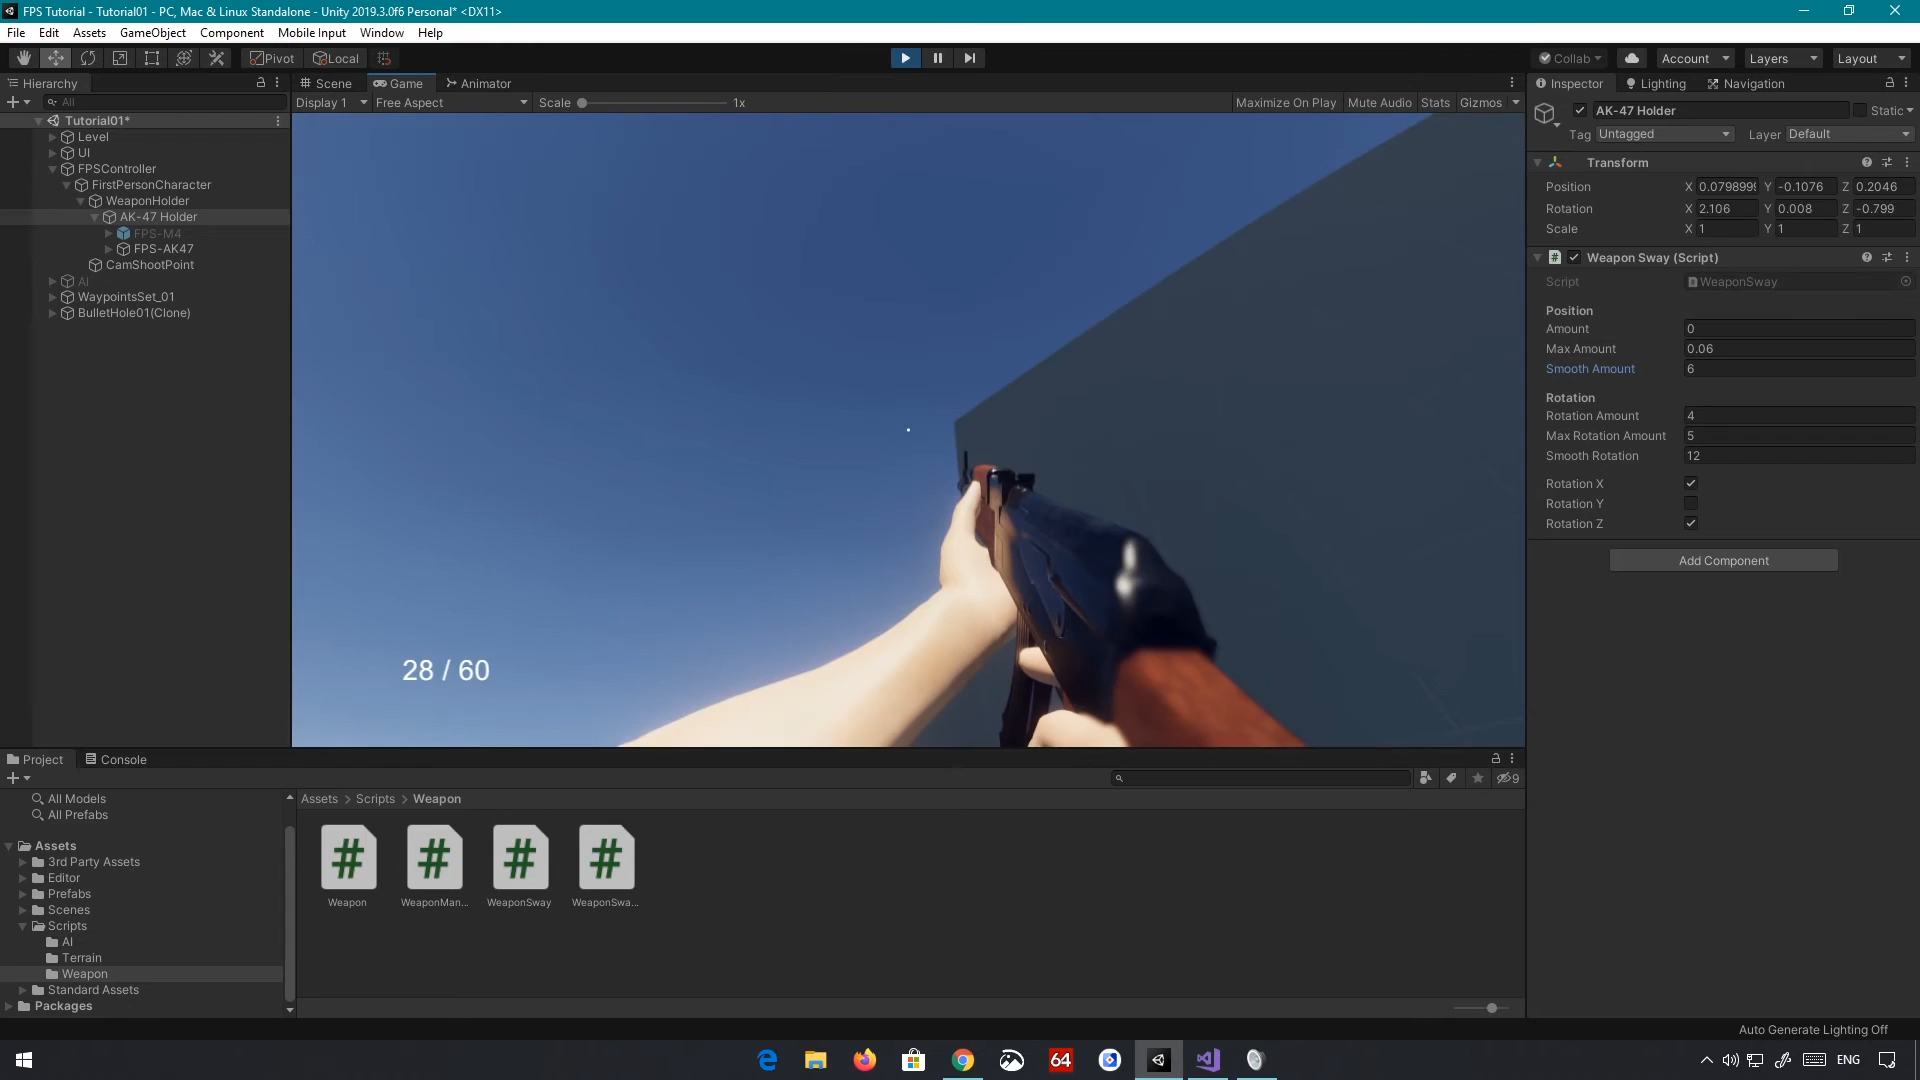 FPS Tutorial - Tutorial01 - PC, Mac & Linux Standalone - Unity 2019.3.0f6 Personal* <DX11>
File Edit Assets GameObject Component Mobile Input Window Help
Pivot Local Collab Account Layers Layout
Hierarchy
All
Tutorial01*
Level
UI
FPSController
FirstPersonCharacter
WeaponHolder
AK-47 Holder
FPS-M4
FPS-AK47
CamShootPoint
AI
WaypointsSet_01
BulletHole01(Clone)
Scene Game Animator
Display 1 Free Aspect Scale 1x Maximize On Play Mute Audio Stats Gizmos
28 / 60
Inspector Lighting Navigation
AK-47 Holder Static
Tag Untagged Layer Default
Transform
Position X 0.0798999 Y -0.1076 Z 0.2046
Rotation X 2.106 Y 0.008 Z -0.799
Scale X 1 Y 1 Z 1
# Weapon Sway (Script)
Script WeaponSway
Position
Amount 0
Max Amount 0.06
Smooth Amount 6
Rotation
Rotation Amount 4
Max Rotation Amount 5
Smooth Rotation 12
Rotation X
Rotation Y
Rotation Z
Add Component
Project Console
9
All Models
All Prefabs
Assets
3rd Party Assets
Editor
Prefabs
Scenes
Scripts
AI
Terrain
Weapon
Standard Assets
Packages
Assets > Scripts > Weapon
# # # #
Weapon WeaponMan... WeaponSway WeaponSwa...
Auto Generate Lighting Off
64
ENG